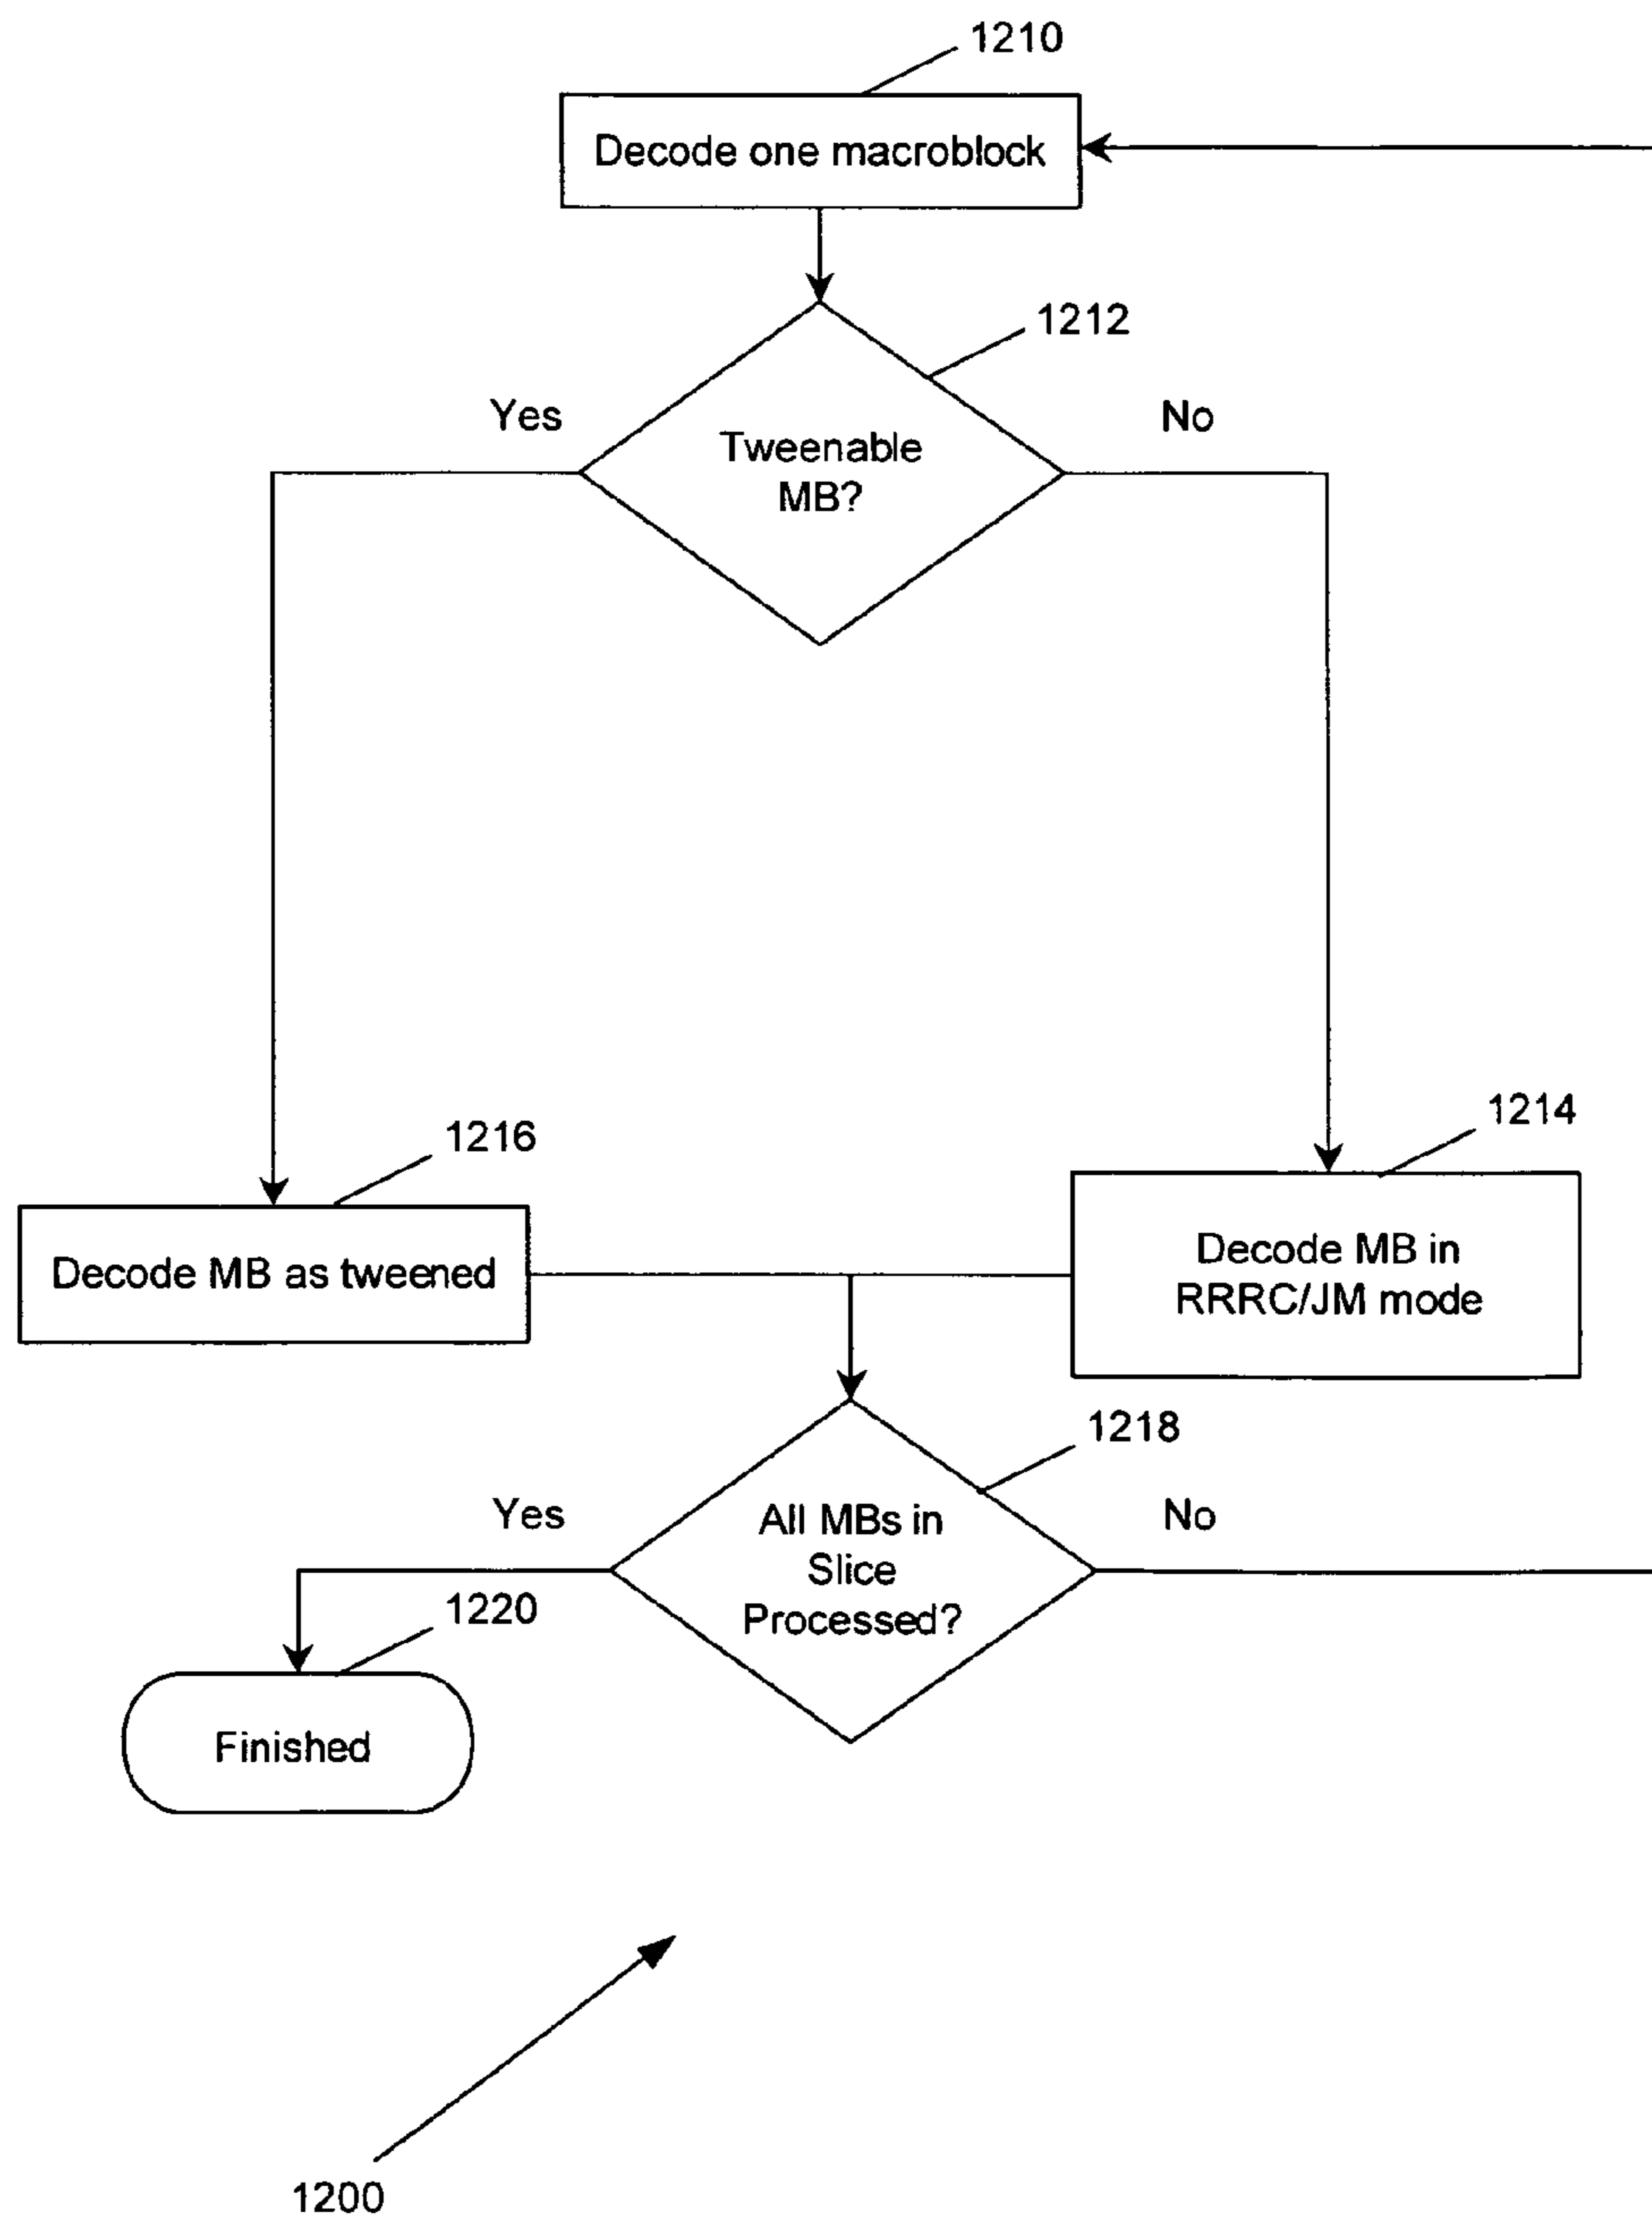 1210
Decode one macroblock
1212
Yes
No
Tweenable
MB?
1216
1214
Decode MB as tweened
Decode MB in
RRRC/JM mode
1218
Yes
No
All MBs in
Slice
Processed?
1220
Finished
1200